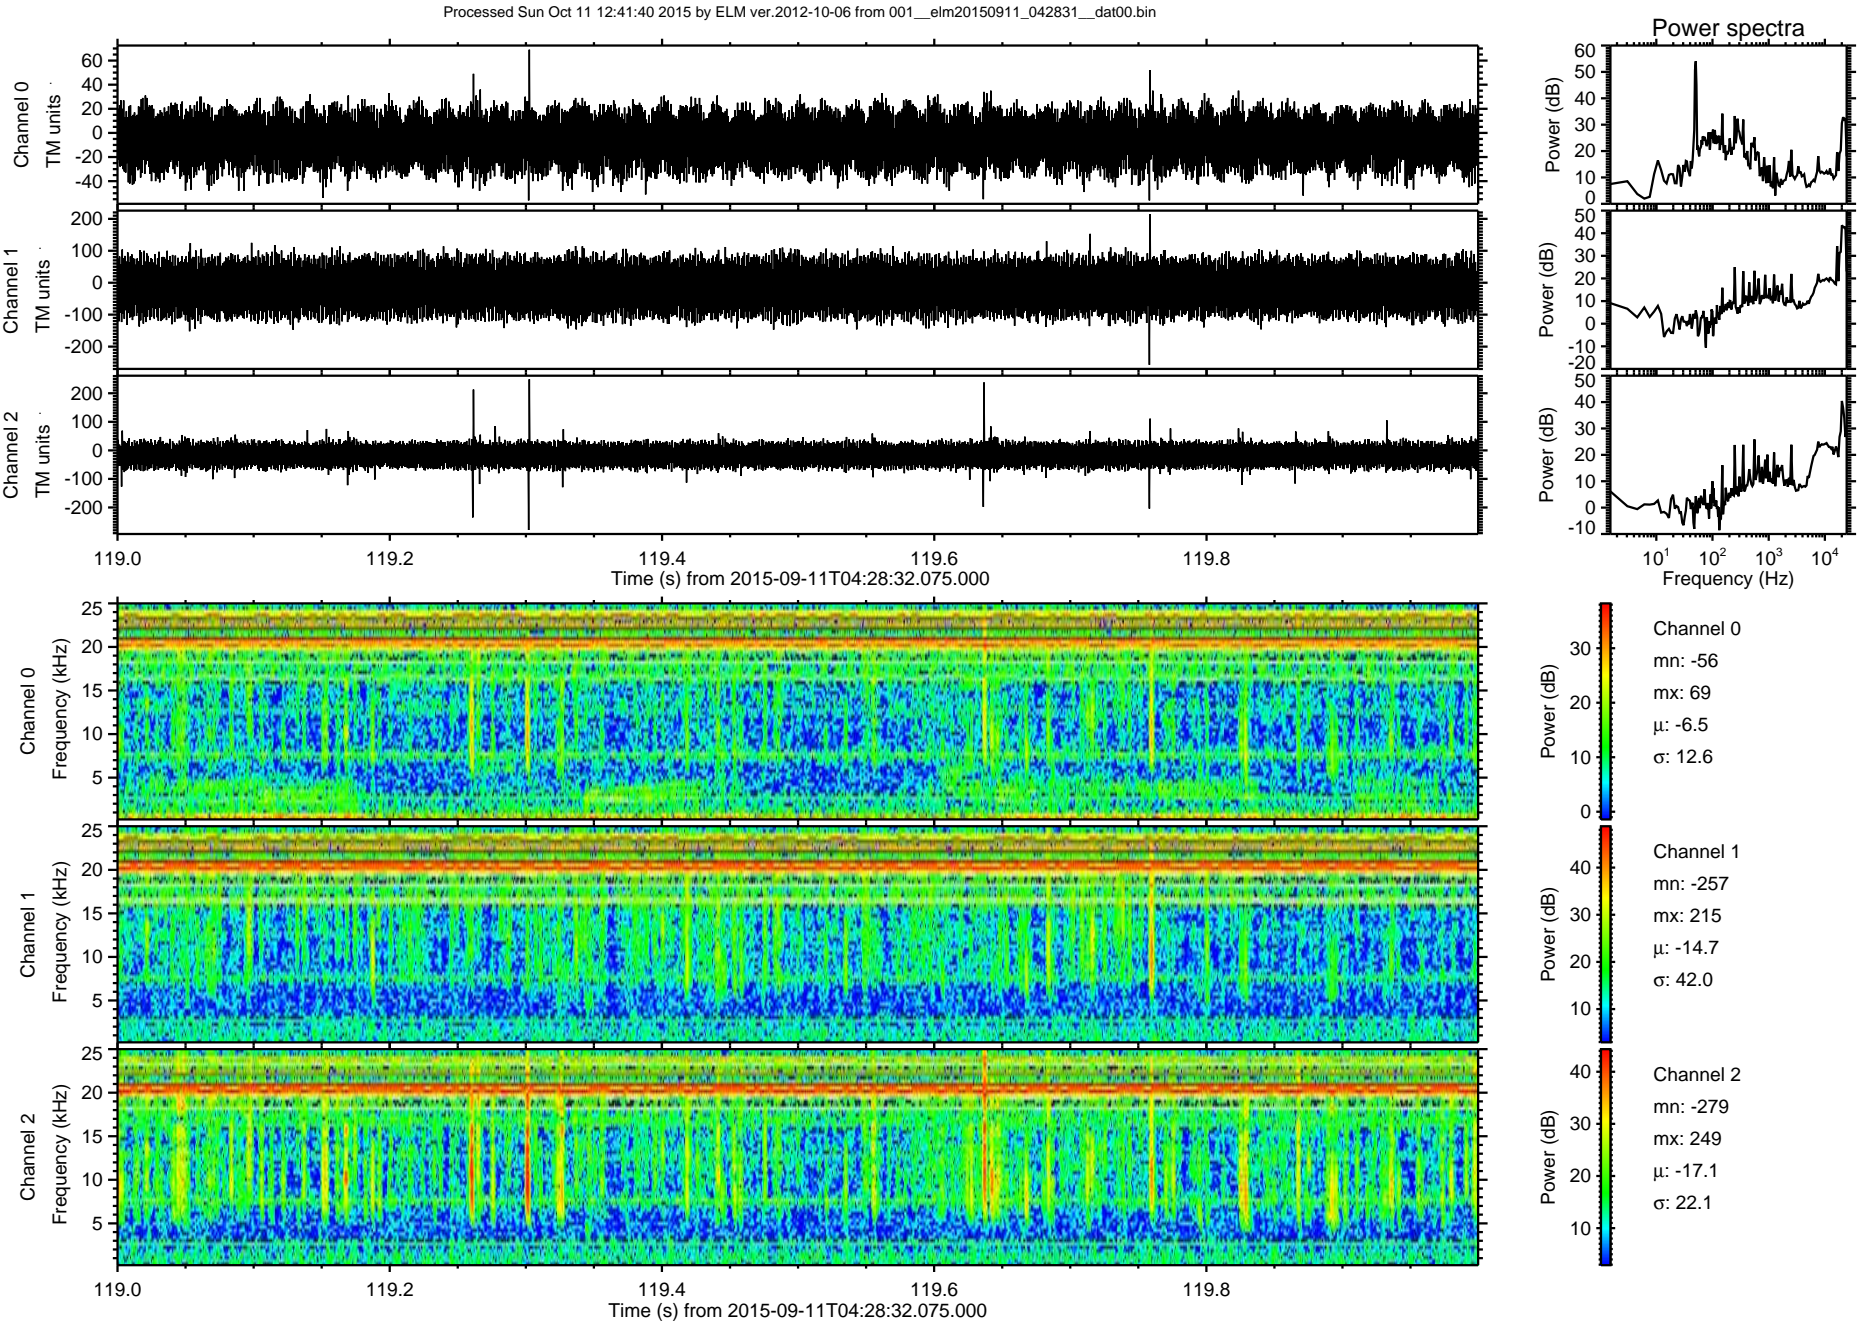 Processed Sun Oct 11 12:41:40 2015 by ELM ver.2012-10-06 from 001__elm20150911_042831__dat00.bin
Power spectra
Channel 0
TM units
60
40
20
0
-20
-40
Power (dB)
60
50
40
30
20
10
0
Channel 1
TM units
200
100
0
-100
-200
Power (dB)
50
40
30
20
10
0
-10
-20
Channel 2
TM units
200
100
0
-100
-200
Power (dB)
50
40
30
20
10
0
-10
119.0 119.2 119.4 119.6 119.8
Time (s) from 2015-09-11T04:28:32.075.000
10^1 10^2 10^3 10^4
Frequency (Hz)
Channel 0
Frequency (kHz)
25
20
15
10
5
Power (dB)
30
20
10
0
Channel 0
mn: -56
mx: 69
μ: -6.5
σ: 12.6
Channel 1
Frequency (kHz)
25
20
15
10
5
Power (dB)
40
30
20
10
Channel 1
mn: -257
mx: 215
μ: -14.7
σ: 42.0
Channel 2
Frequency (kHz)
25
20
15
10
5
Power (dB)
40
30
20
10
Channel 2
mn: -279
mx: 249
μ: -17.1
σ: 22.1
119.0 119.2 119.4 119.6 119.8
Time (s) from 2015-09-11T04:28:32.075.000